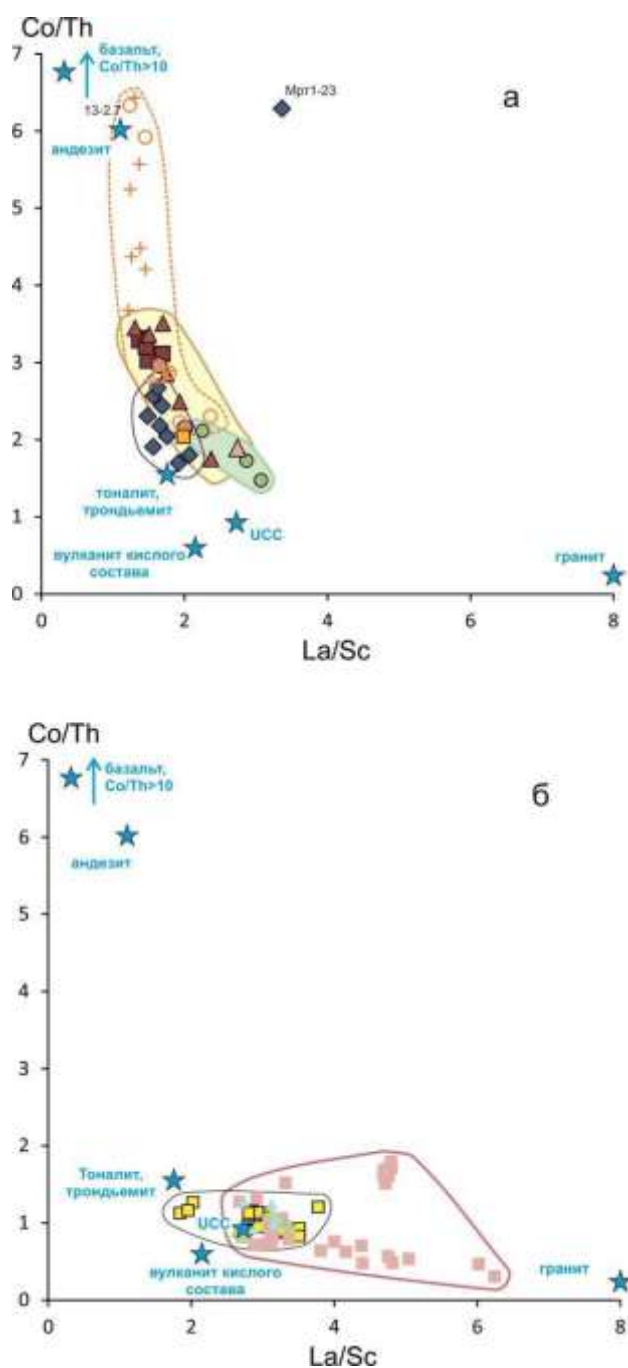 Co/Th
7
базальт,
Co/Th>10
Мрт1-23
а
13-2.7
6
андезит
5
4
3
2
тоналит,
трондьемит
1
UCC
вулканит кислого
состава
гранит
0
0
2
4
6
8
La/Sc
Co/Th
7
базальт,
Co/Th>10
б
6
андезит
5
4
3
2
Тоналит,
трондьемит
1
UCC
вулканит кислого
состава
гранит
0
0
2
4
6
8
La/Sc